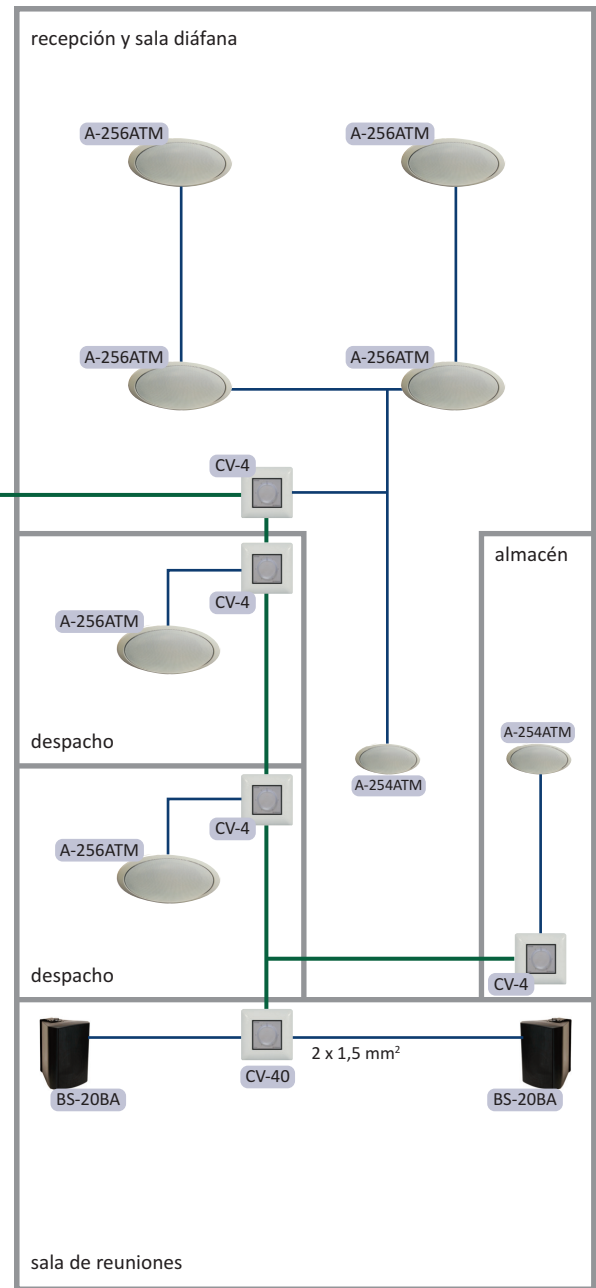 recepción y sala diáfana
A-256ATM
A-256ATM
A-256ATM
A-256ATM
CV-4
almacén
CV-4
A-256ATM
despacho
A-254ATM
A-254ATM
CV-4
A-256ATM
despacho
CV-4
2 x 1,5 mm²
CV-40
BS-20BA
BS-20BA
sala de reuniones